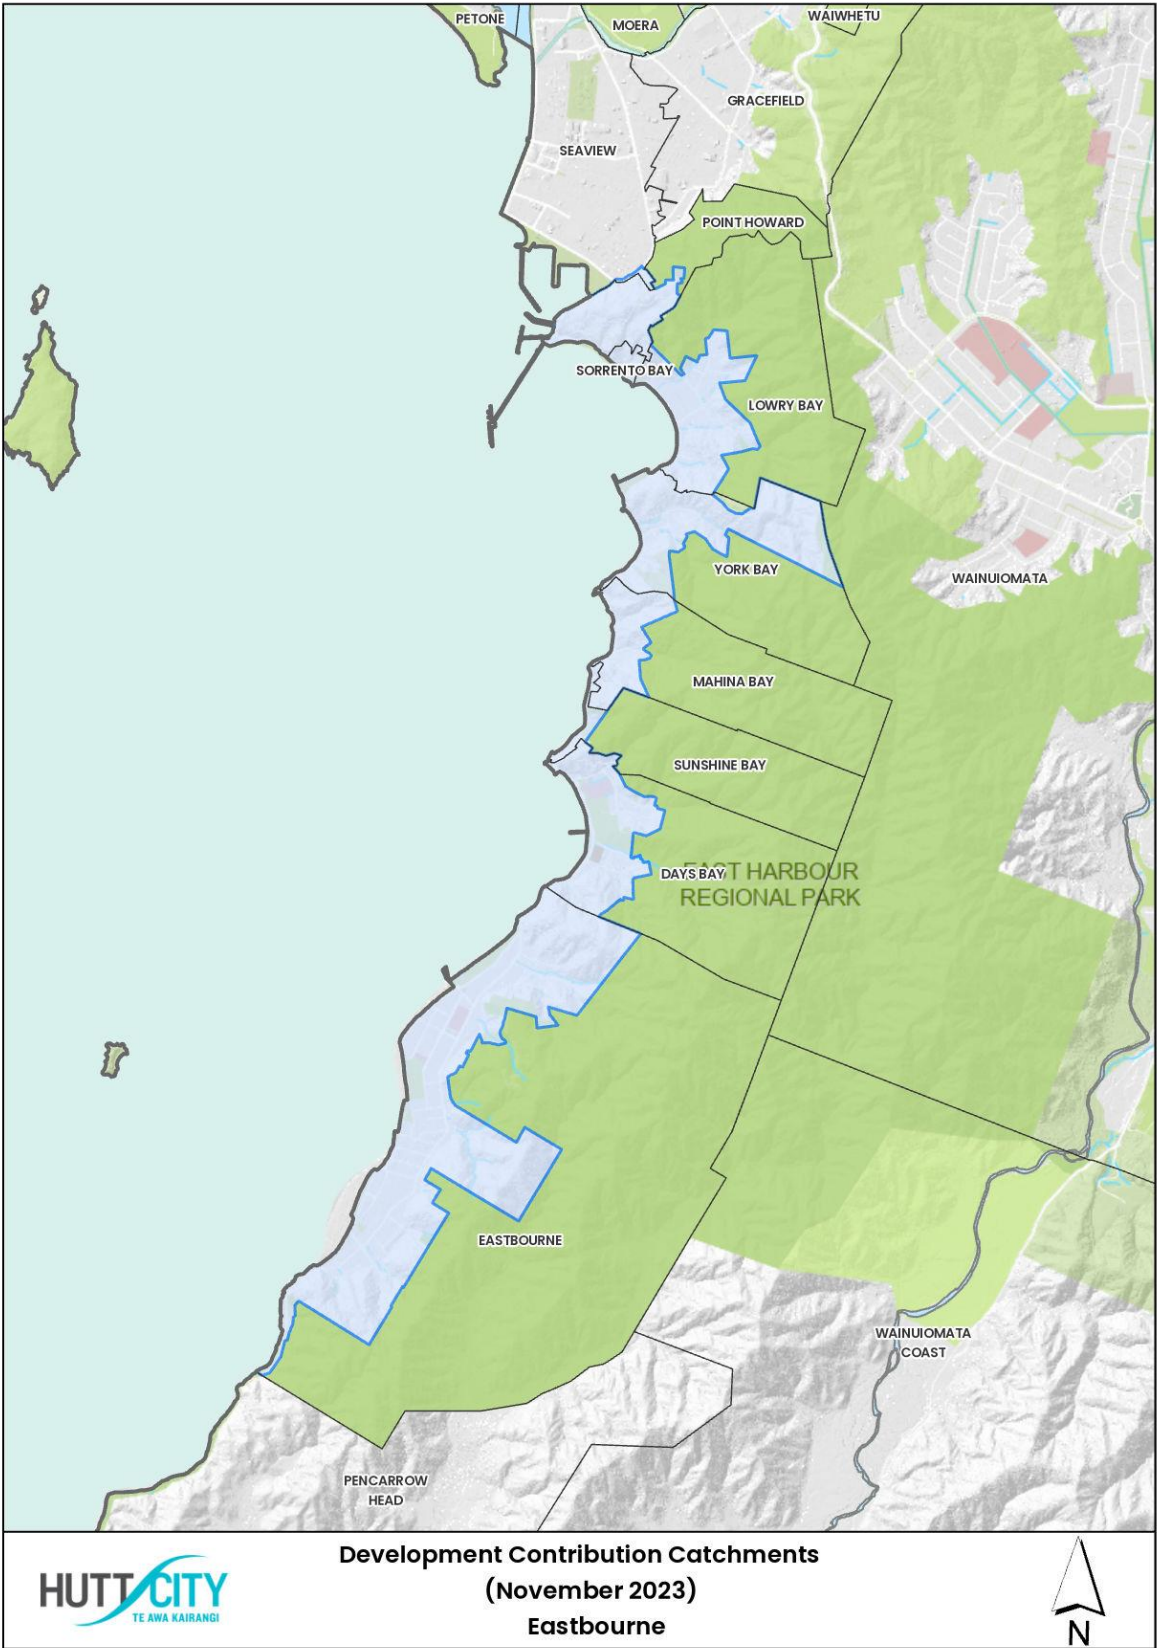 PETONE
MOERA
WAIWHETU
GRACEFIELD
SEAVIEW
POINT HOWARD
SORRENTO BAY
LOWRY BAY
YORK BAY
WAINUIOMATA
MAHINA BAY
SUNSHINE BAY
DAYS BAY
EAST HARBOUR
REGIONAL PARK
EASTBOURNE
WAINUIOMATA
COAST
PENCARROW
HEAD
HUTT CITY
TE AWA KAIRANGI
Development Contribution Catchments
(November 2023)
Eastbourne
N